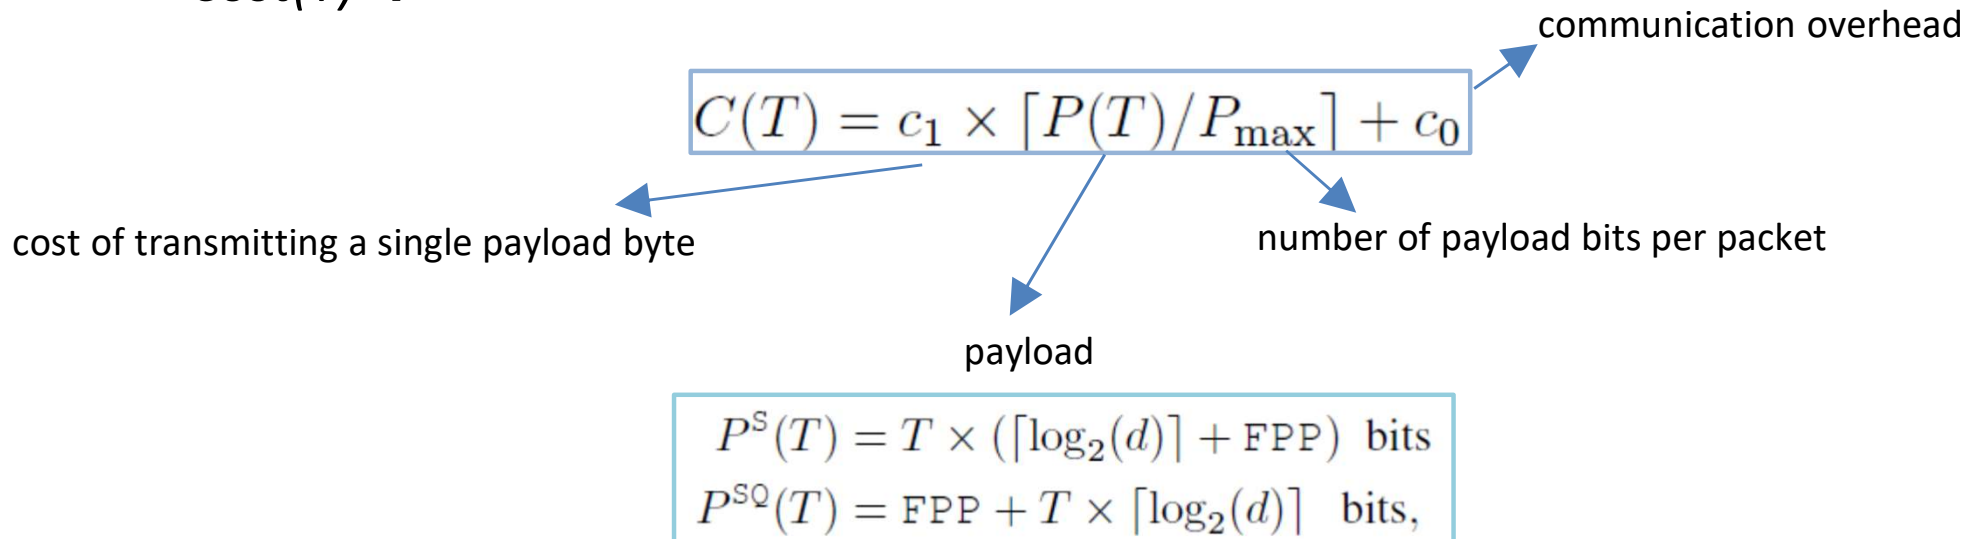 communication overhead
C(T) = c₁ × ⌈P(T)/P_max⌉ + c₀
cost of transmitting a single payload byte
number of payload bits per packet
payload
P^S(T) = T × (⌈log₂(d)⌉ + FPP) bits
P^SQ(T) = FPP + T × ⌈log₂(d)⌉ bits,